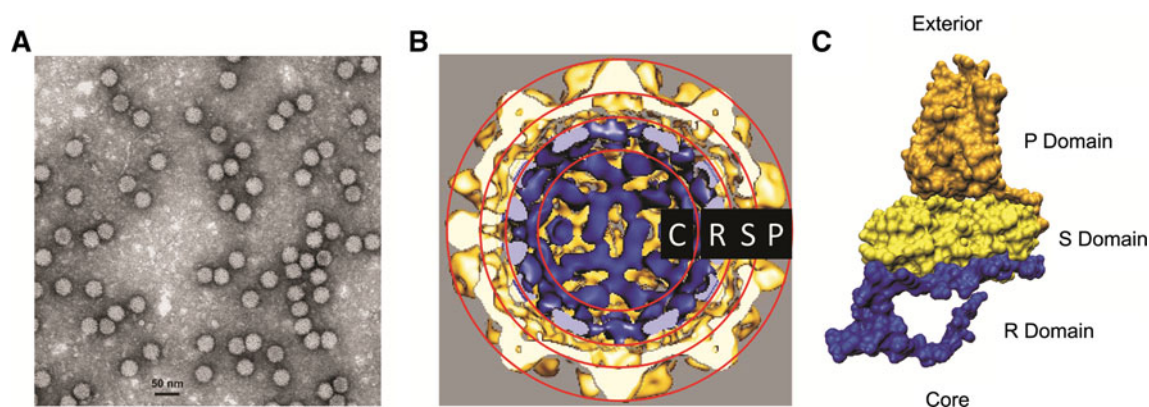 A
50 nm
B
C R S P
C
Exterior
P Domain
S Domain
R Domain
Core